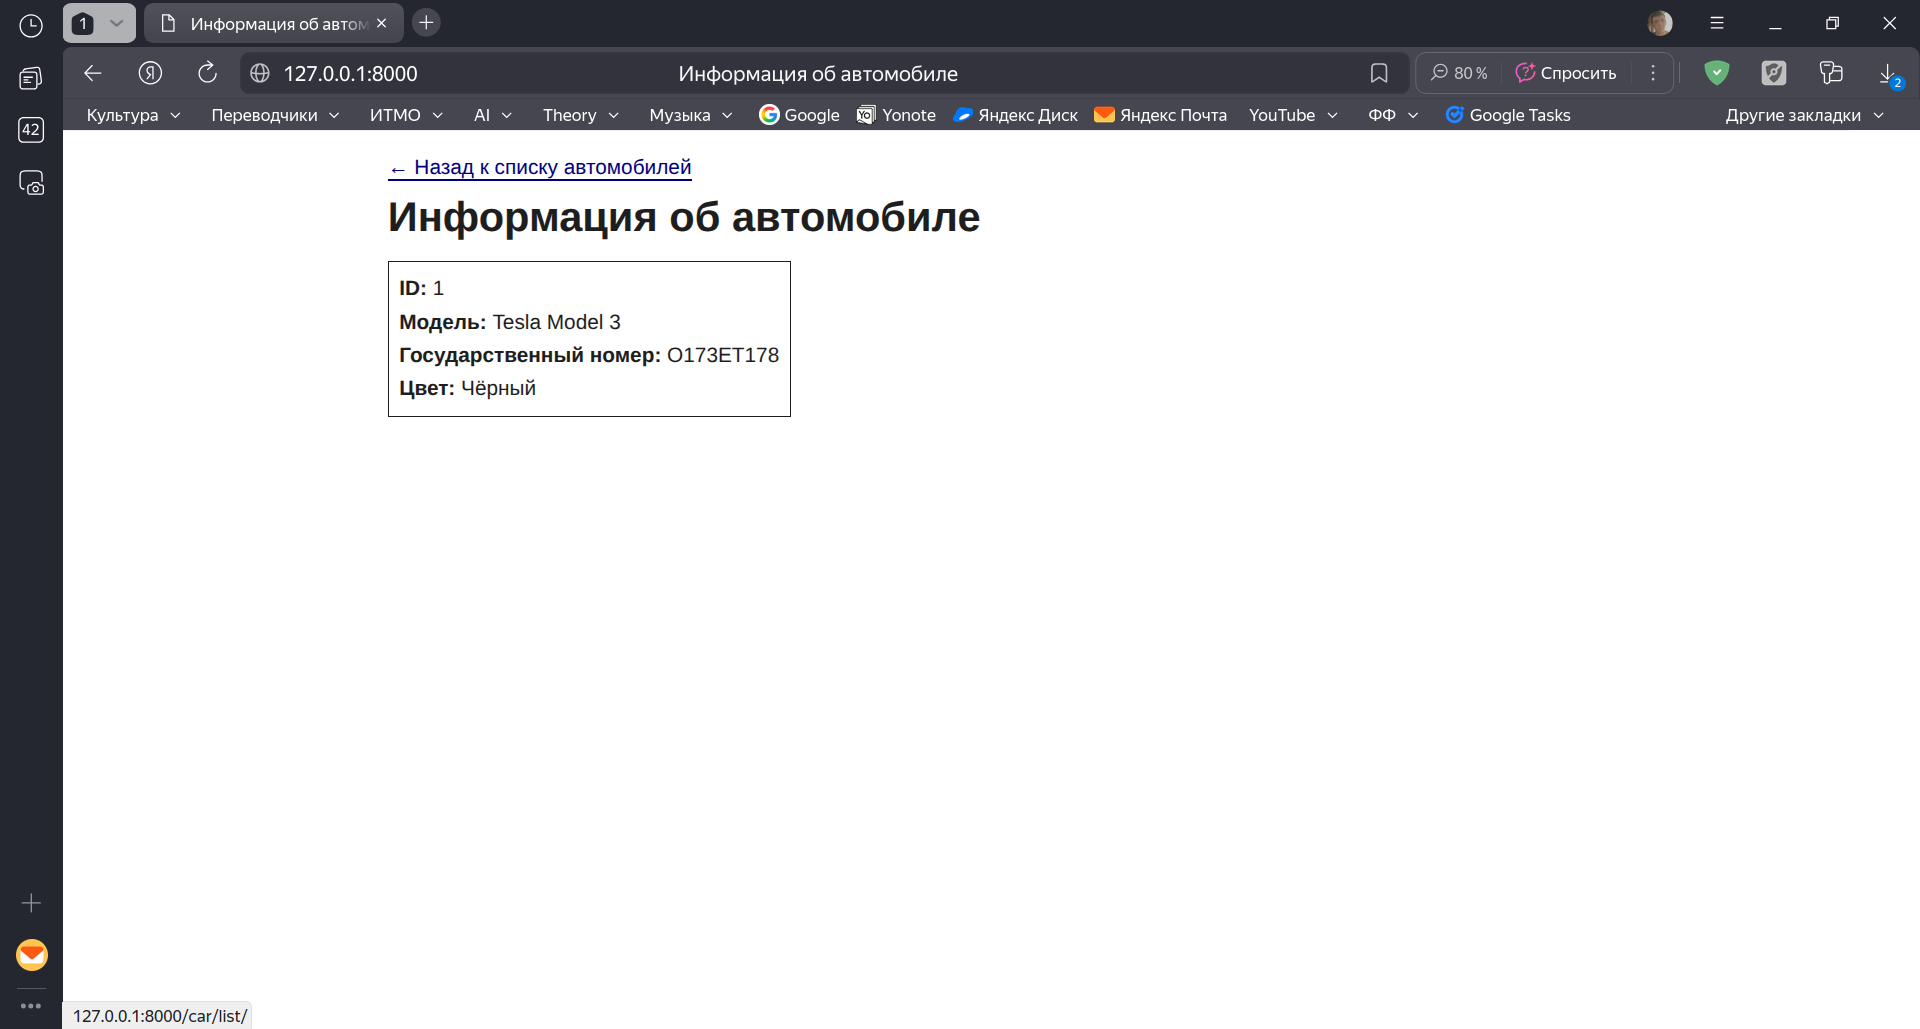 1
Информация об автом
127.0.0.1:8000
Информация об автомобиле
80 %
Спросить
2
42
Культура
Переводчики
ИТМО
AI
Theory
Музыка
Google
Yonote
Яндекс Диск
Яндекс Почта
YouTube
ФФ
Google Tasks
Другие закладки
← Назад к списку автомобилей
Информация об автомобиле
ID: 1
Модель: Tesla Model 3
Государственный номер: О173ЕТ178
Цвет: Чёрный
127.0.0.1:8000/car/list/